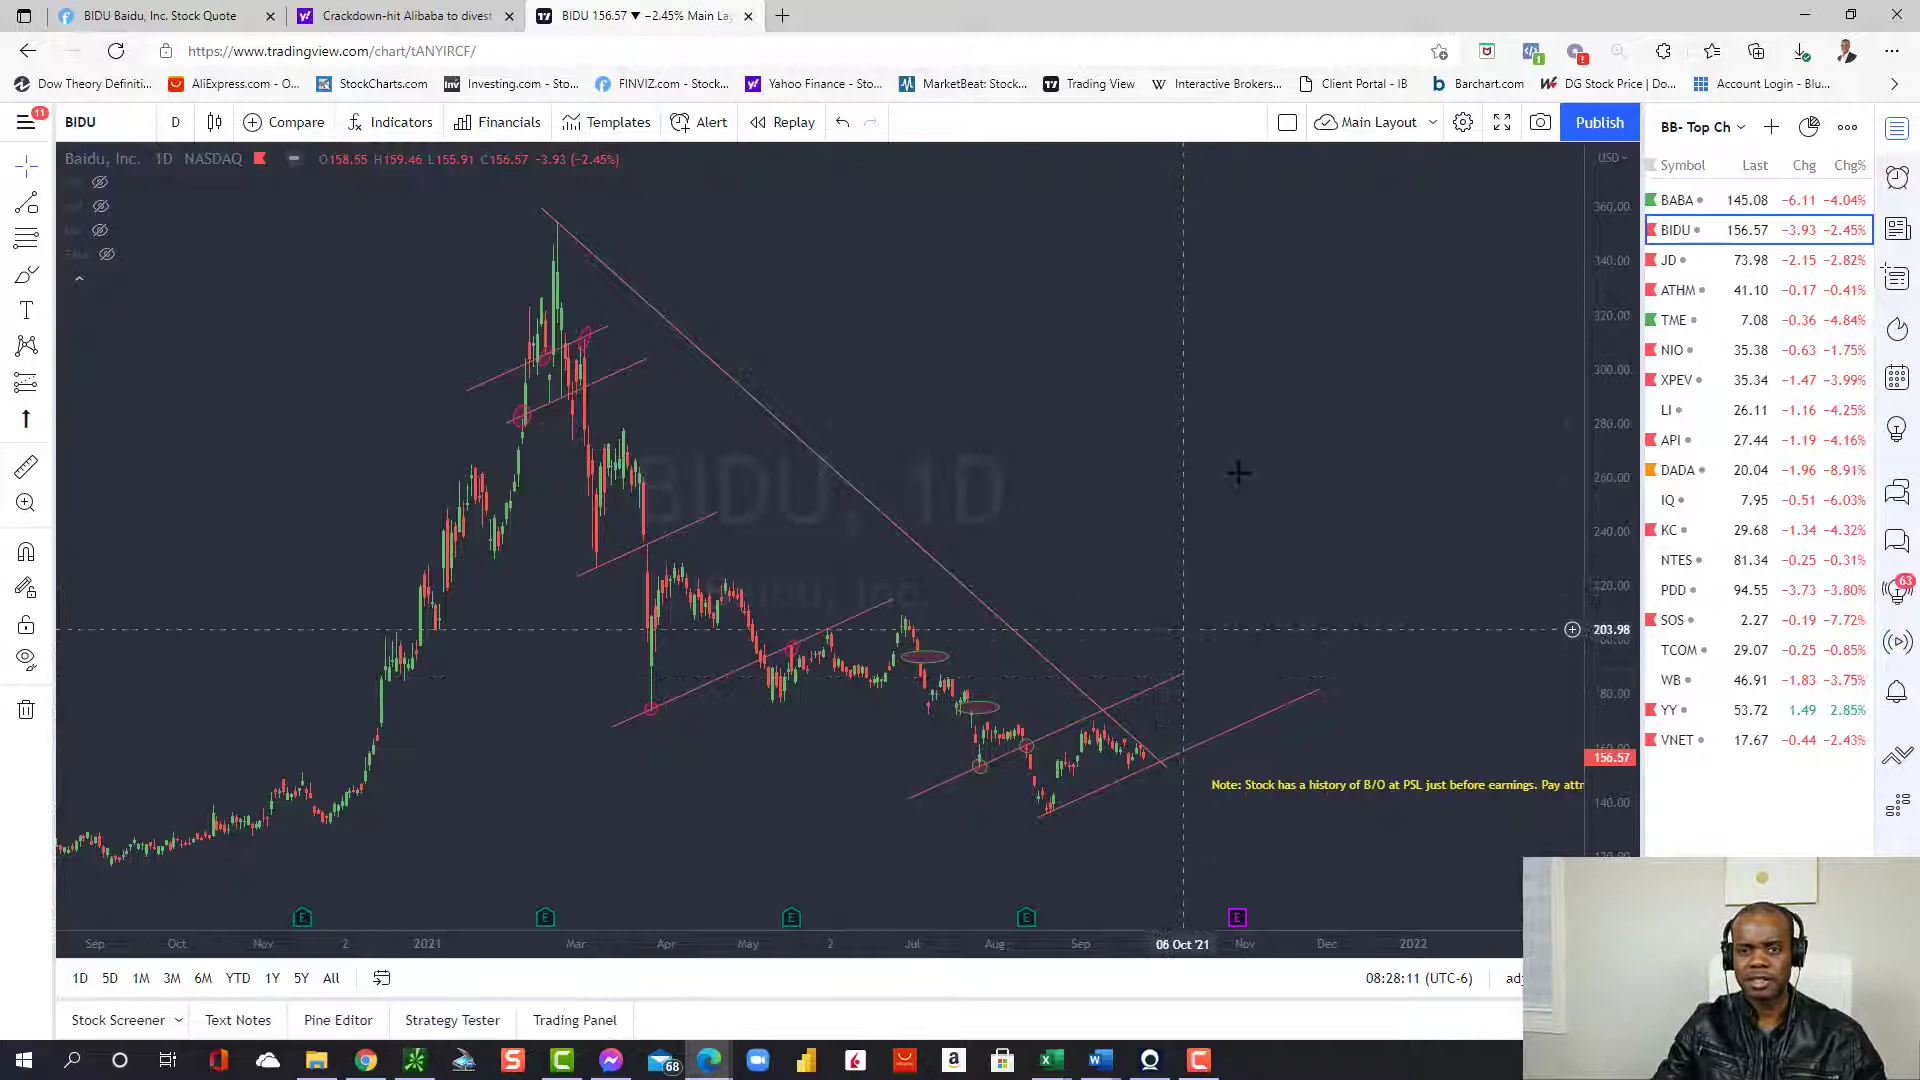 BIDU Baidu, Inc. Stock Quote
Crackdown-hit Alibaba to divest
BIDU 156.57 ▼ −2.45% Main La
https://www.tradingview.com/chart/tANYIRCF/
Dow Theory Definiti...
AliExpress.com - O...
StockCharts.com
Investing.com - Sto...
FINVIZ.com - Stock...
Yahoo Finance - Sto...
MarketBeat: Stock...
Trading View
Interactive Brokers...
Client Portal - IB
Barchart.com
DG Stock Price | Do...
Account Login - Blu...
11
BIDU
D
Compare
Indicators
Financials
Templates
Alert
Replay
Main Layout
Publish
BB- Top Ch
Baidu, Inc. 1D NASDAQ
O158.55 H159.46 L155.91 C156.57 −3.93 (−2.45%)
USD
360.00
340.00
320.00
300.00
280.00
260.00
240.00
220.00
203.98
156.57
140.00
BIDU, 1D
Baidu, Inc.
Note: Stock has a history of B/O at PSL just before earnings. Pay attn
E
E
E
E
E
Sep Oct Nov 2 2021 Mar Apr May 2 Jul Aug Sep 06 Oct '21 Nov Dec 2022
Symbol Last Chg Chg%
BABA 145.08 −6.11 −4.04%
BIDU 156.57 −3.93 −2.45%
JD 73.98 −2.15 −2.82%
ATHM 41.10 −0.17 −0.41%
TME 7.08 −0.36 −4.84%
NIO 35.38 −0.63 −1.75%
XPEV 35.34 −1.47 −3.99%
LI 26.11 −1.16 −4.25%
API 27.44 −1.19 −4.16%
DADA 20.04 −1.96 −8.91%
IQ 7.95 −0.51 −6.03%
KC 29.68 −1.34 −4.32%
NTES 81.34 −0.25 −0.31%
PDD 94.55 −3.73 −3.80%
SOS 2.27 −0.19 −7.72%
TCOM 29.07 −0.25 −0.85%
WB 46.91 −1.83 −3.75%
YY 53.72 1.49 2.85%
VNET 17.67 −0.44 −2.43%
63
1D 5D 1M 3M 6M YTD 1Y 5Y All
08:28:11 (UTC-6)
Stock Screener
Text Notes
Pine Editor
Strategy Tester
Trading Panel
68